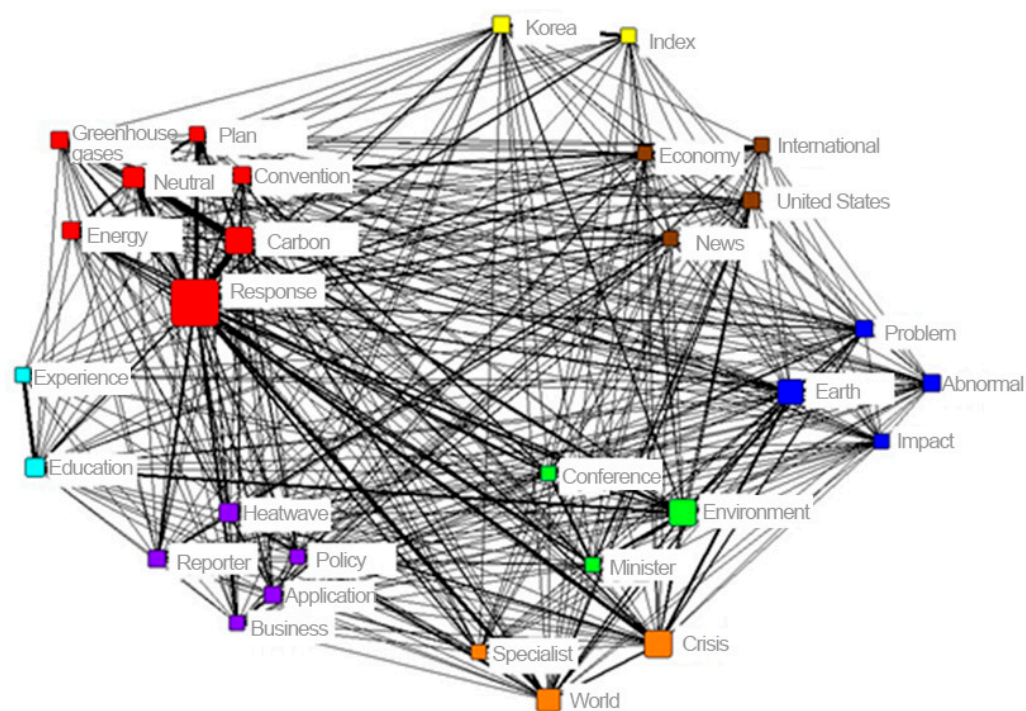 Korea
Index
Greenhouse
gases
Plan
Economy
International
Neutral
Convention
United States
Energy
Carbon
News
Response
Problem
Experience
Earth
Abnormal
Impact
Education
Conference
Heatwave
Environment
Reporter
Policy
Minister
Application
Business
Specialist
Crisis
World